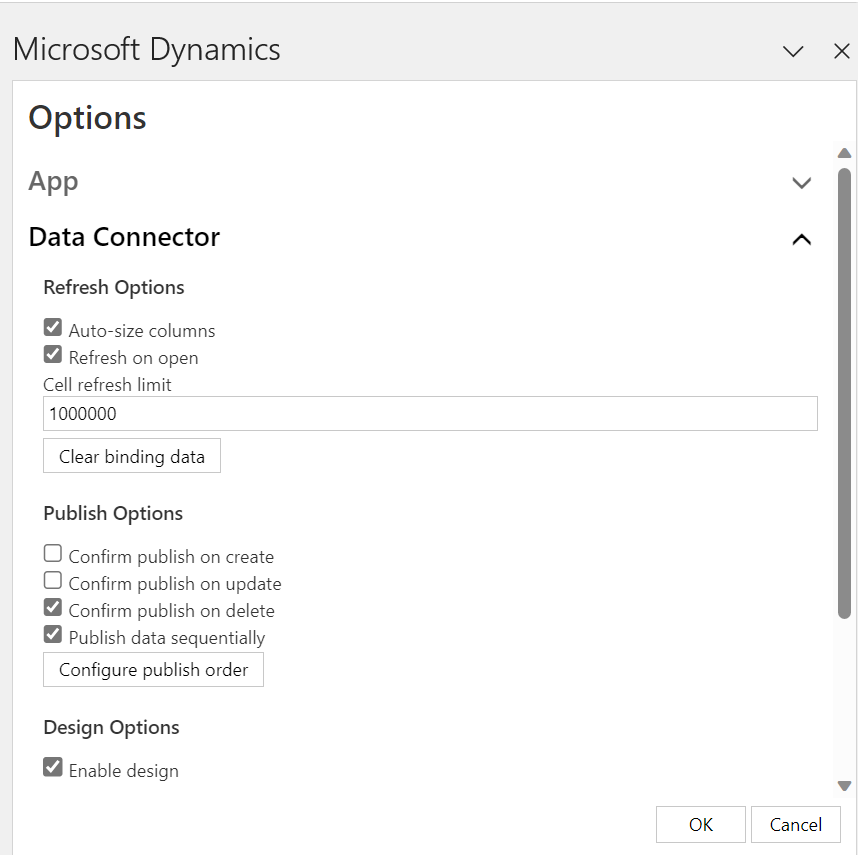 Microsoft Dynamics
Options
App
Data Connector
Refresh Options
Auto-size columns
Refresh on open
Cell refresh limit
1000000
Clear binding data
Publish Options
Confirm publish on create
Confirm publish on update
Confirm publish on delete
Publish data sequentially
Configure publish order
Design Options
Enable design
OK Cancel